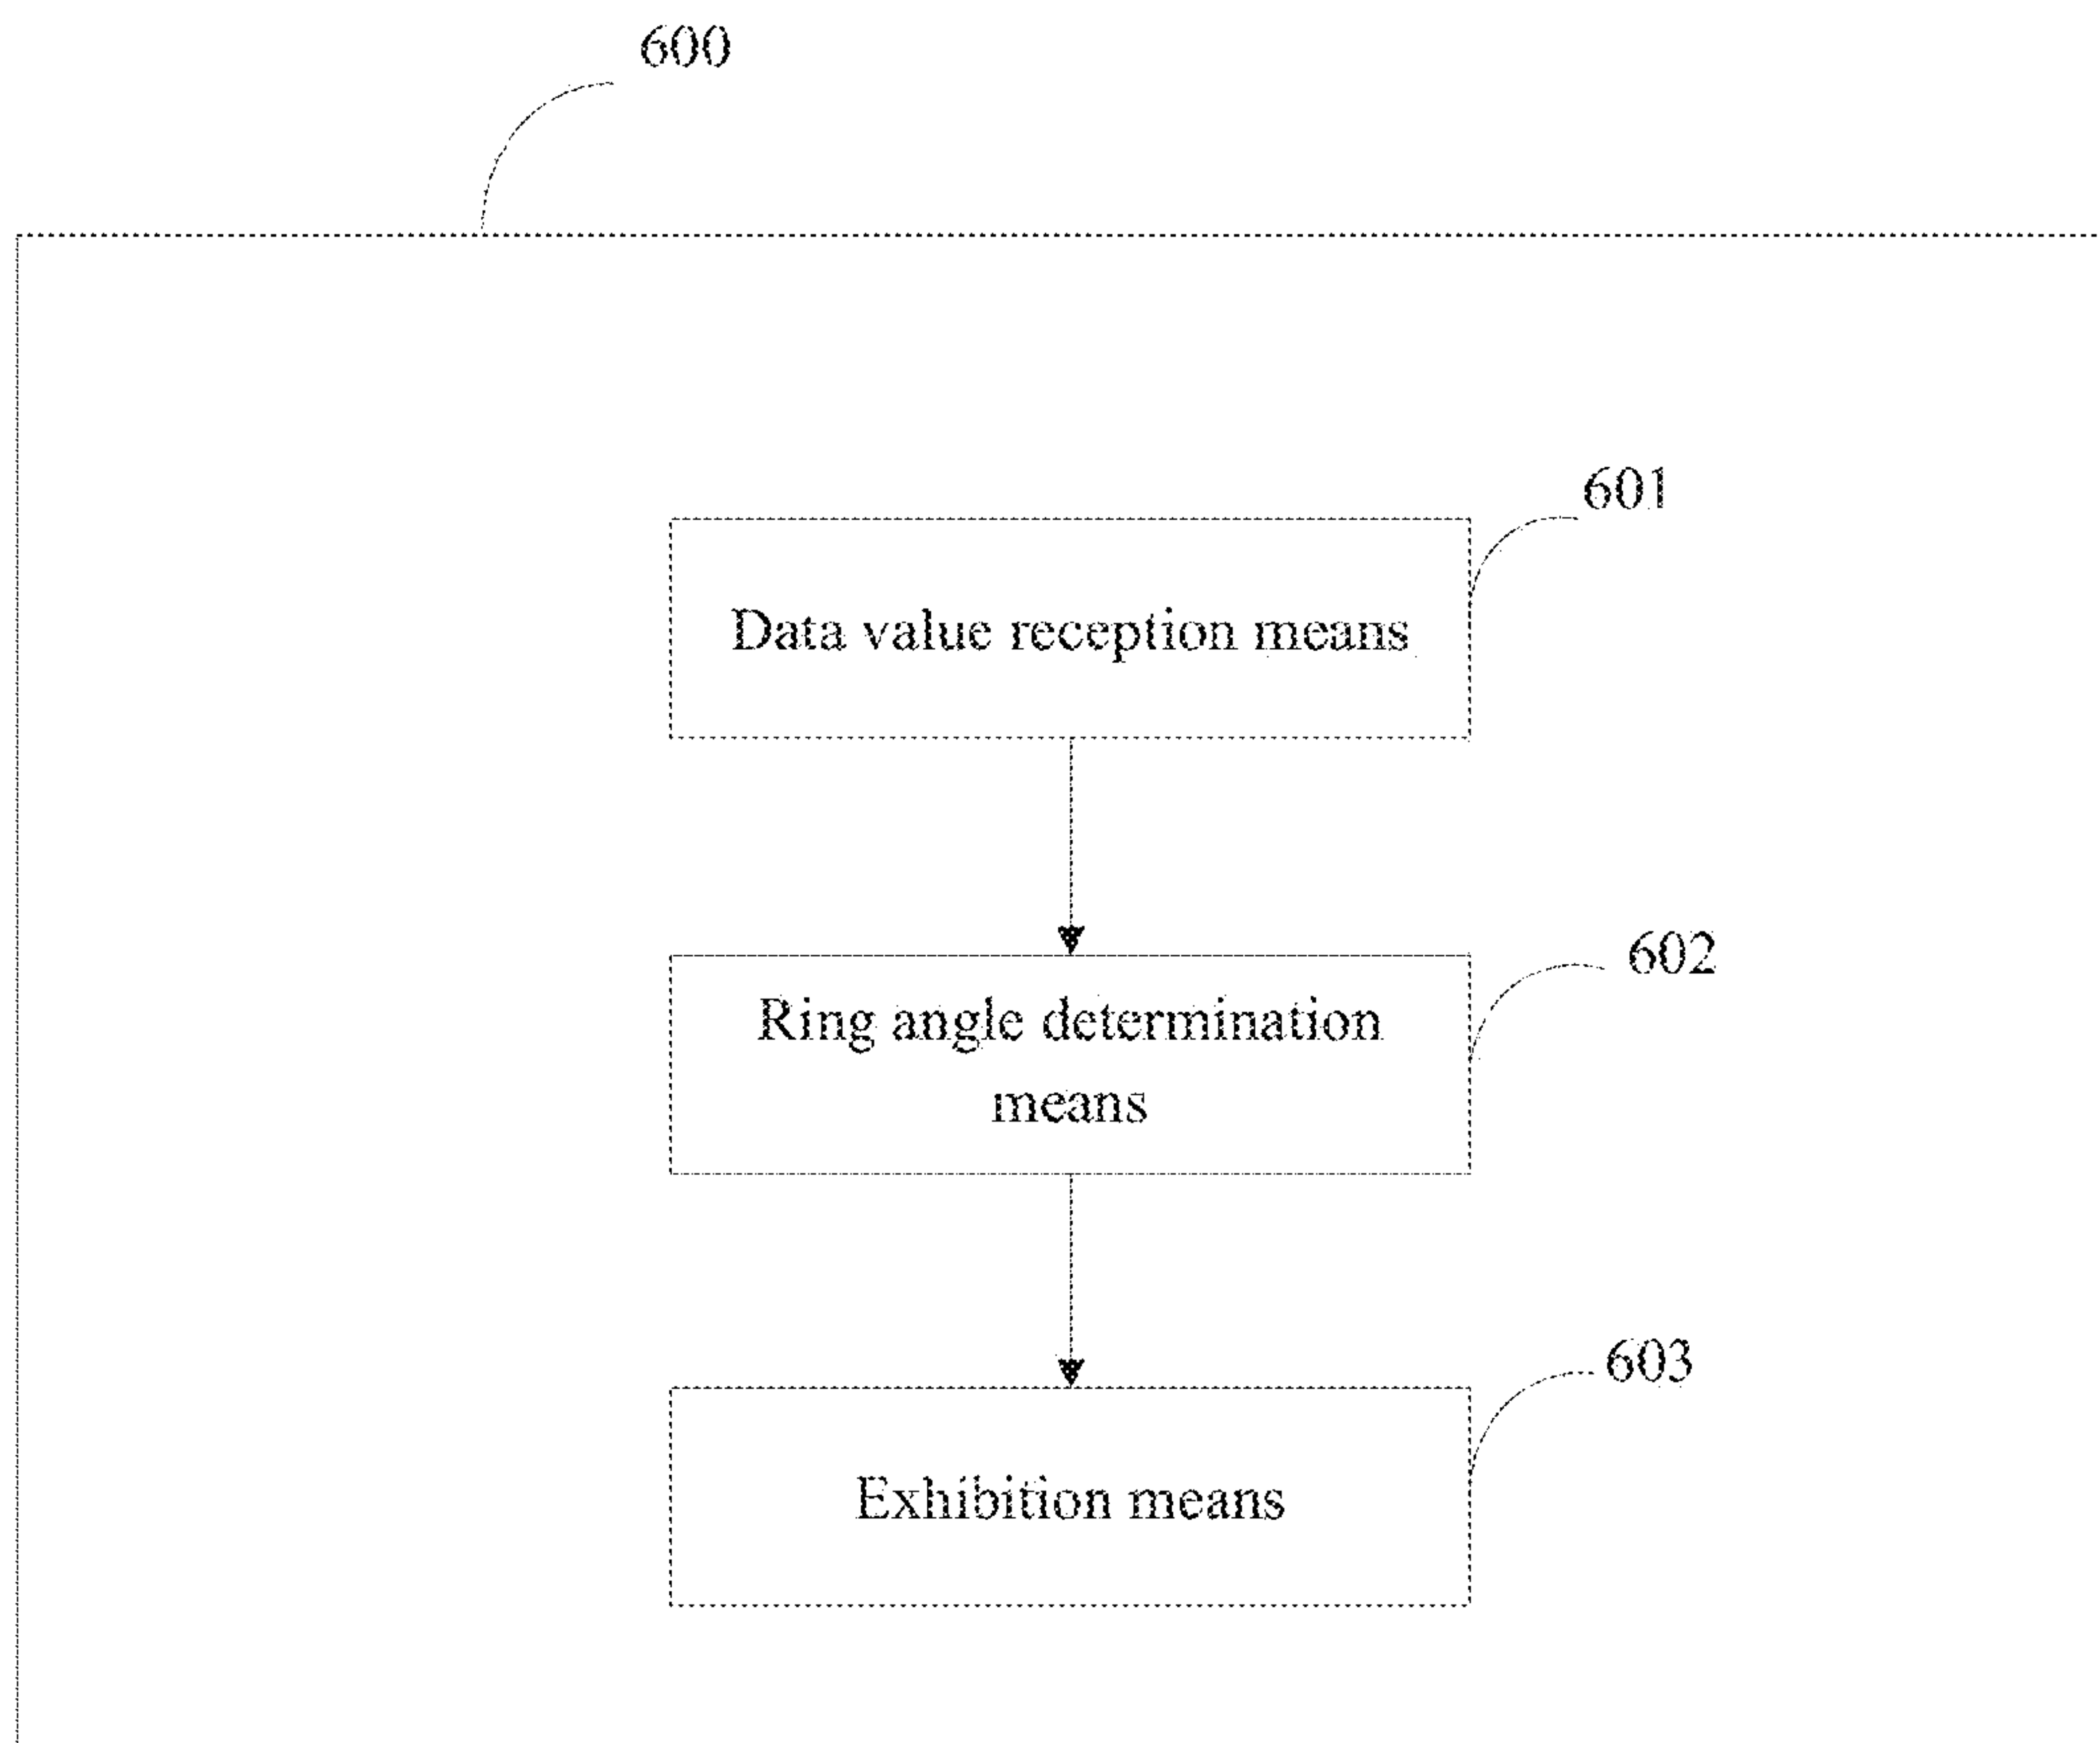 600
601
Data value reception means
602
Ring angle determination
means
603
Exhibition means